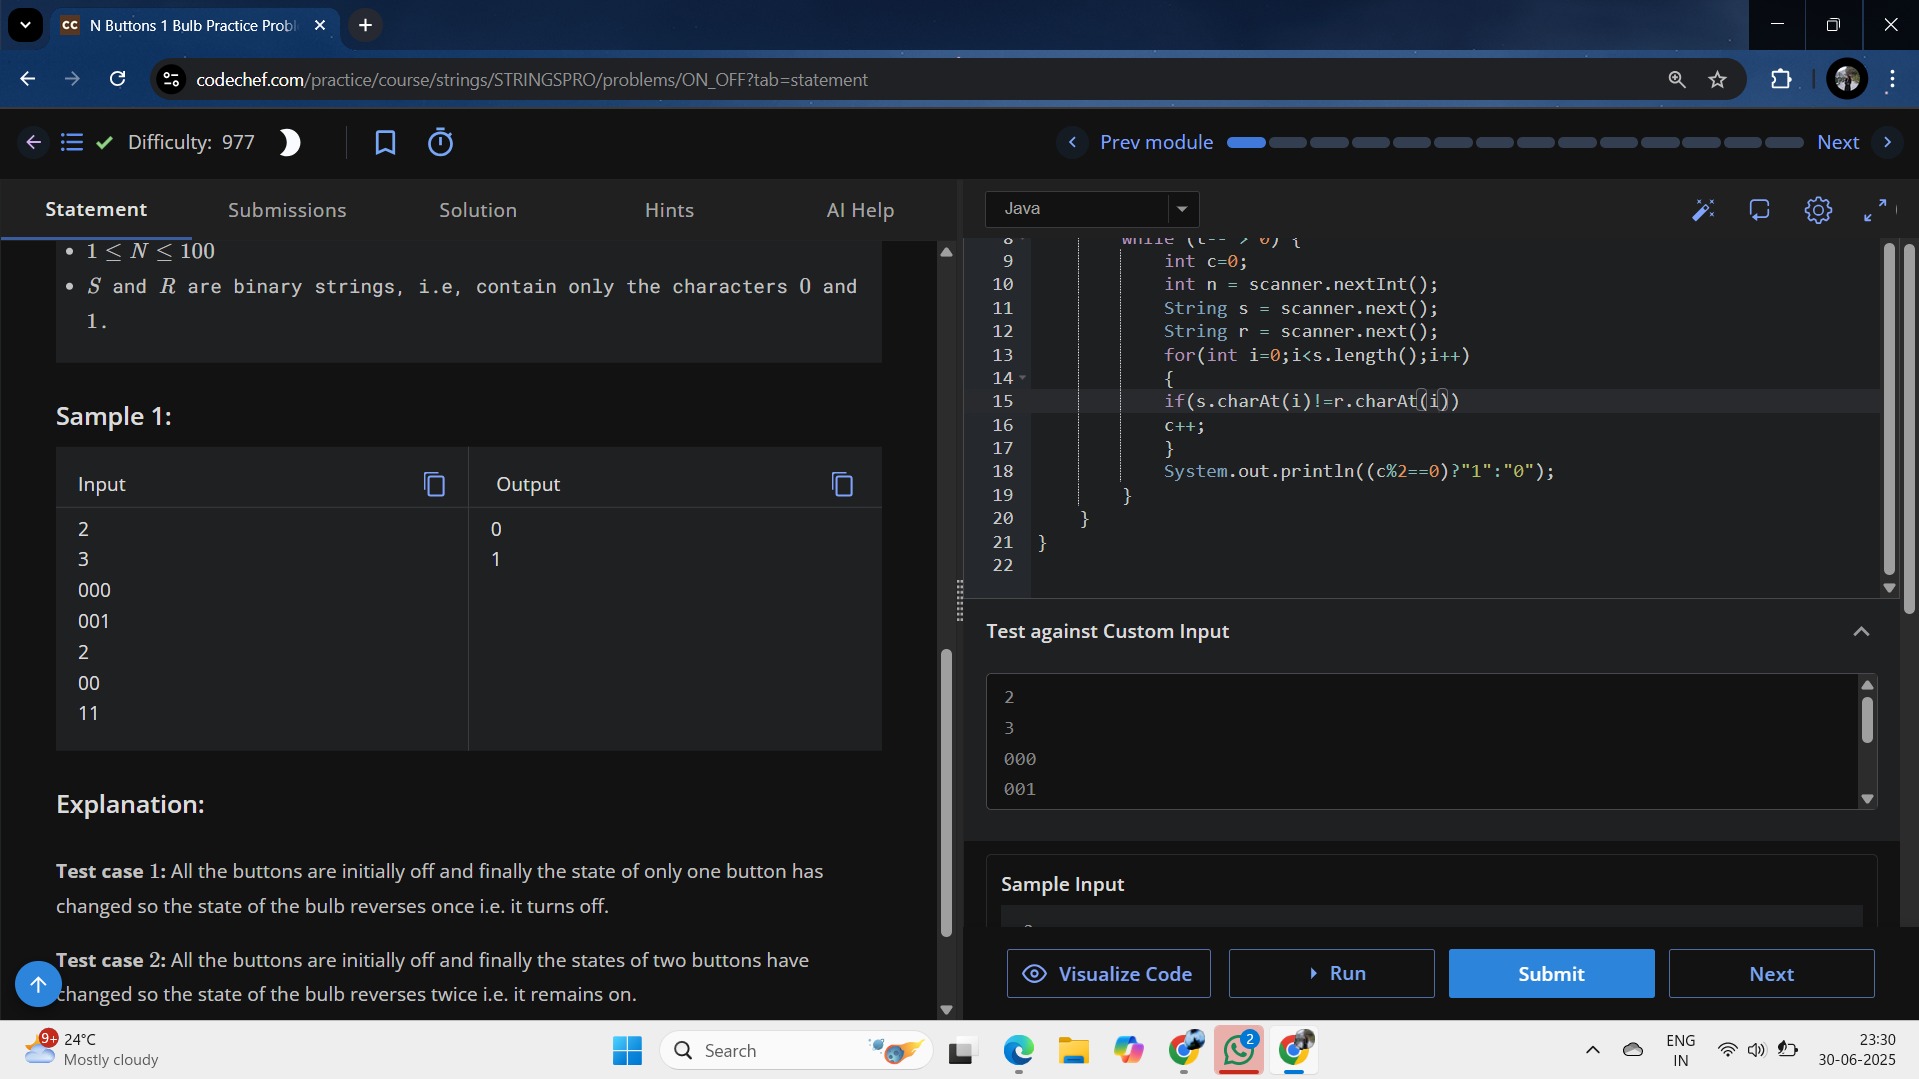 N Buttons 1 Bulb Practice Probl
codechef.com/practice/course/strings/STRINGSPRO/problems/ON_OFF?tab=statement
Difficulty: 977
Prev module
Next
Statement
Submissions
Solution
Hints
AI Help
1 ≤ N ≤ 100
S and R are binary strings, i.e, contain only the characters 0 and
1.
Sample 1:
Input
Output
2
3
000
001
2
00
11
0
1
Explanation:
Test case 1: All the buttons are initially off and finally the state of only one button has
changed so the state of the bulb reverses once i.e. it turns off.
Test case 2: All the buttons are initially off and finally the states of two buttons have
changed so the state of the bulb reverses twice i.e. it remains on.
Java
8 while (t-- > 0) {
9 int c=0;
10 int n = scanner.nextInt();
11 String s = scanner.next();
12 String r = scanner.next();
13 for(int i=0;i<s.length();i++)
14 {
15 if(s.charAt(i)!=r.charAt(i))
16 c++;
17 }
18 System.out.println((c%2==0)?"1":"0");
19 }
20 }
21 }
22
Test against Custom Input
2
3
000
001
Sample Input
Visualize Code
Run
Submit
Next
9+
24°C
Mostly cloudy
Search
2
ENG
IN
23:30
30-06-2025